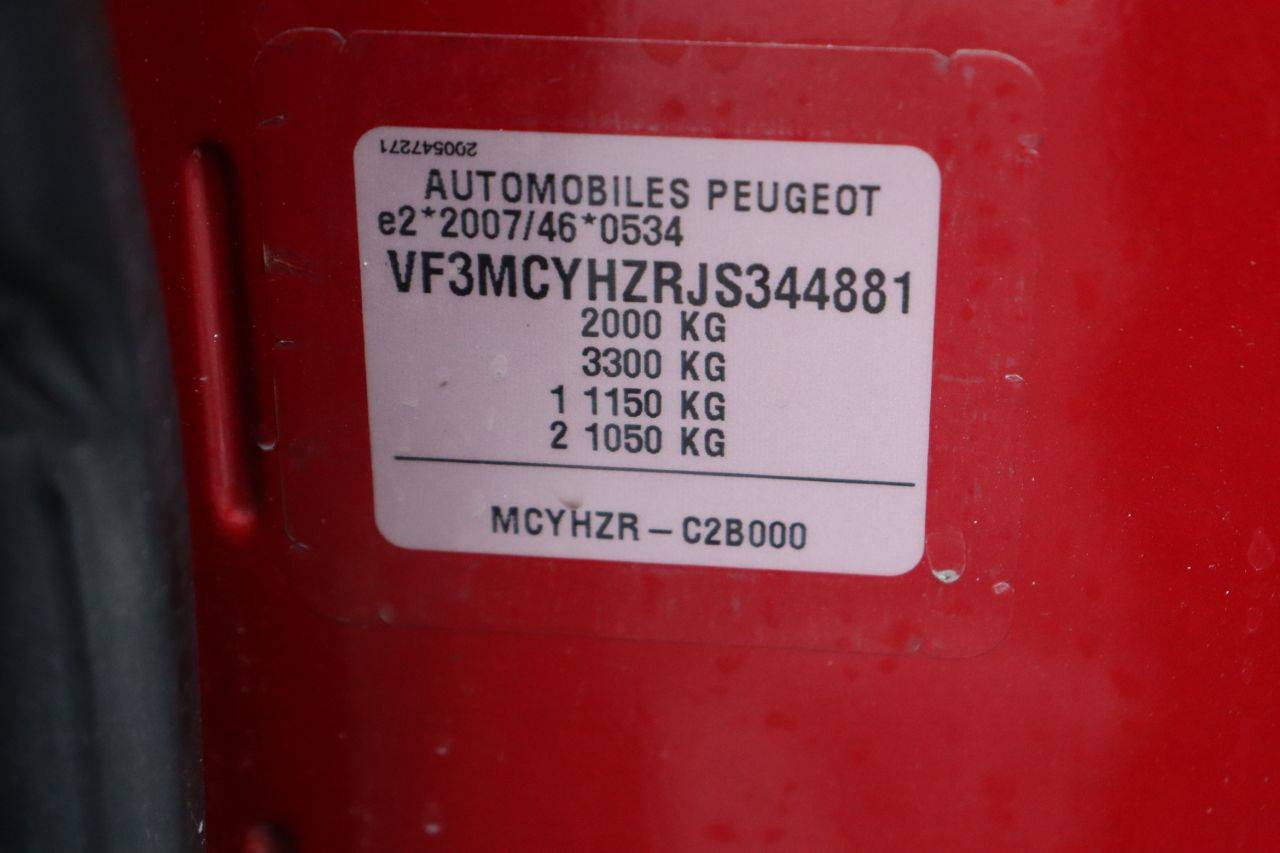 200547271
AUTOMOBILES PEUGEOT
e2*2007/46*0534
VF3MCYHZRJS344881
2000 KG
3300 KG
1 1150 KG
2 1050 KG
MCYHZR – C2B000